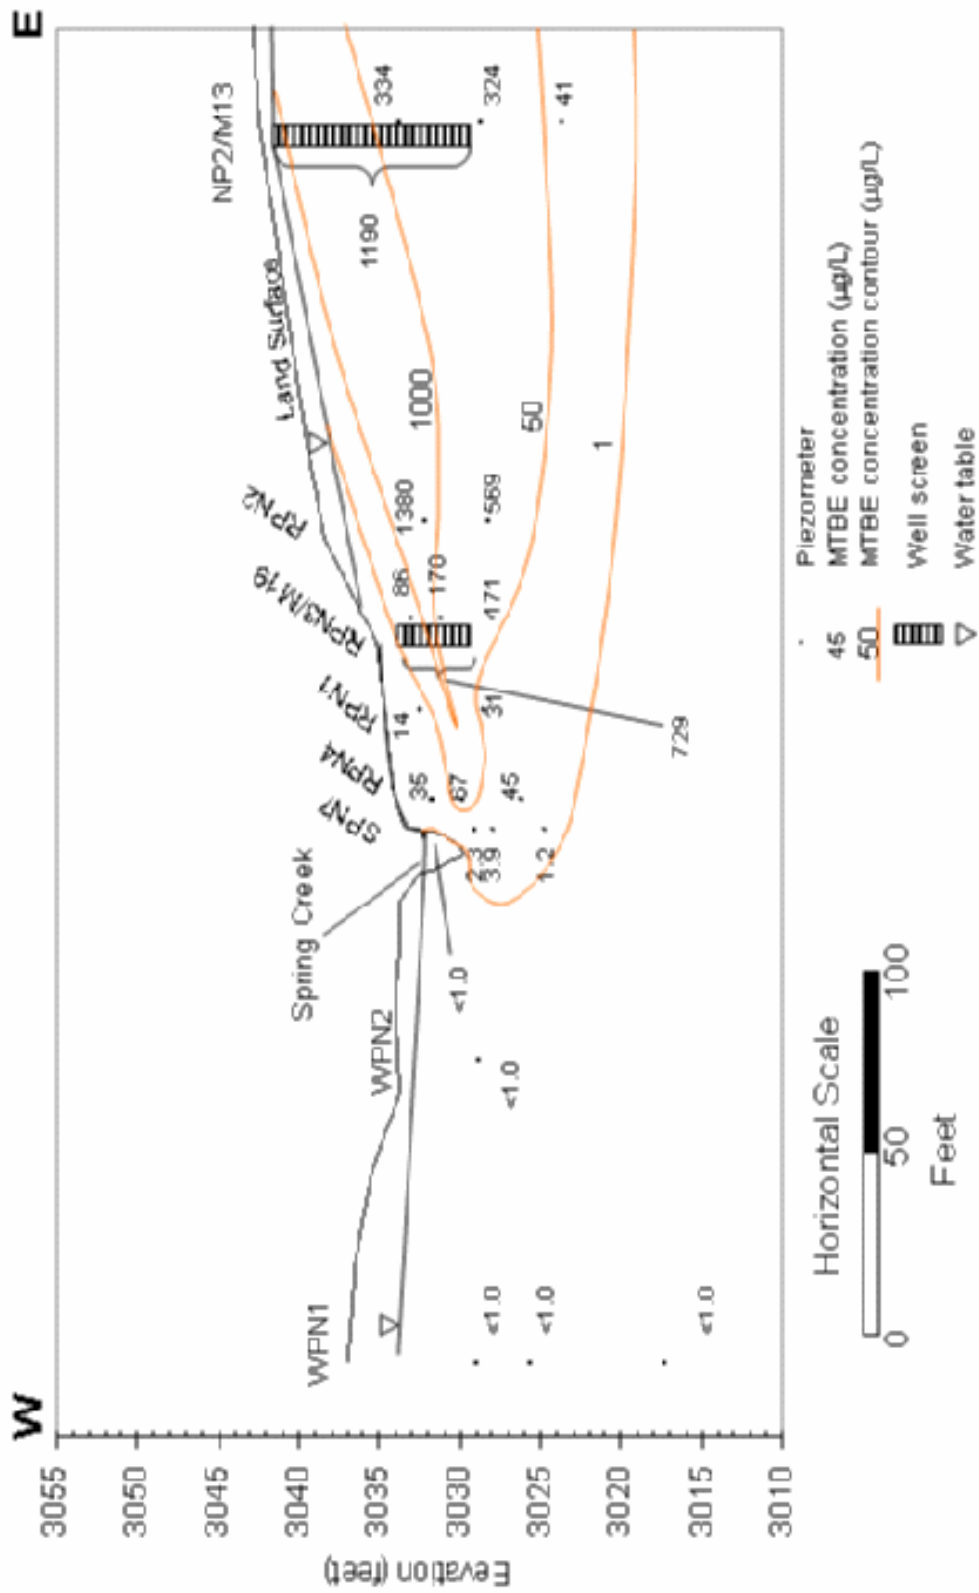 W
E
3055
3050
3045
3040
3035
3030
3025
3020
3015
3010
Eevation (feet)
WPN1
WPN2
Spring Creek
SPN7
RPN4
RPN1
RPN3/M19
RPN2
Land Surface
NP2/M13
<1.0
<1.0
<1.0
<1.0
<1.0
2.3
3.9
1.2
35
67
45
14
31
729
86
170
171
1380
569
1000
50
1
1190
334
324
41
Horizontal Scale
0 50 100
Feet
Piezometer
45 MTBE concentration (µg/L)
50 MTBE concentration contour (µg/L)
Well screen
Water table